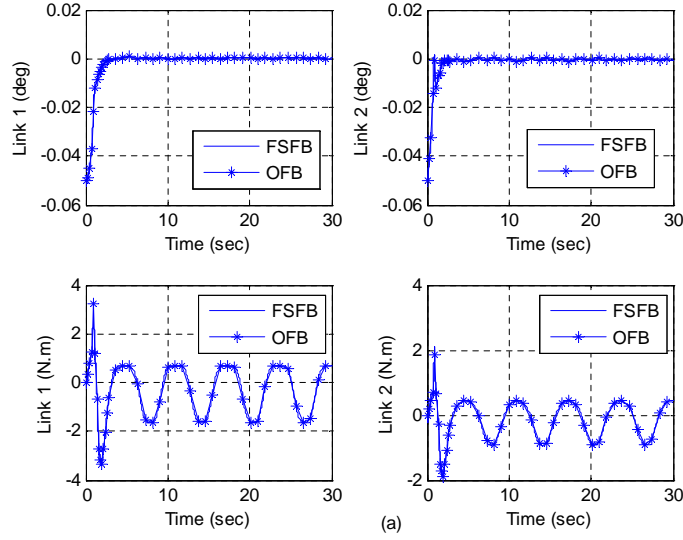 0.02
0
-0.02
-0.04
-0.06
Link 1 (deg)
FSFB
OFB
0
10
20
30
Time (sec)
0.02
0
-0.02
-0.04
-0.06
Link 2 (deg)
FSFB
OFB
0
10
20
30
Time (sec)
4
2
0
-2
-4
Link 1 (N.m)
FSFB
OFB
0
10
20
30
Time (sec)
4
2
0
-2
Link 2 (N.m)
FSFB
OFB
0
10
20
30
Time (sec)
(a)